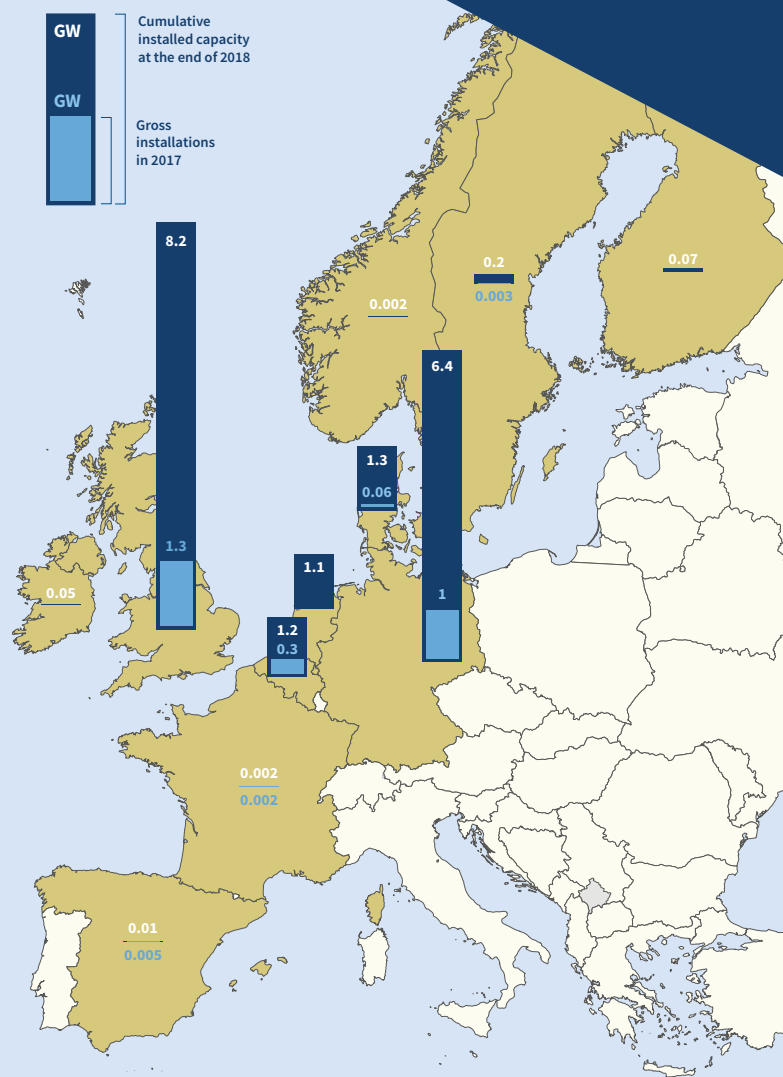 GW
Cumulative
installed capacity
at the end of 2018
GW
Gross
installations
in 2017
8.2
0.2
0.07
0.003
0.002
6.4
1.3
0.06
1.3
1.1
0.05
1
1.2
0.3
0.002
0.002
0.01
0.005